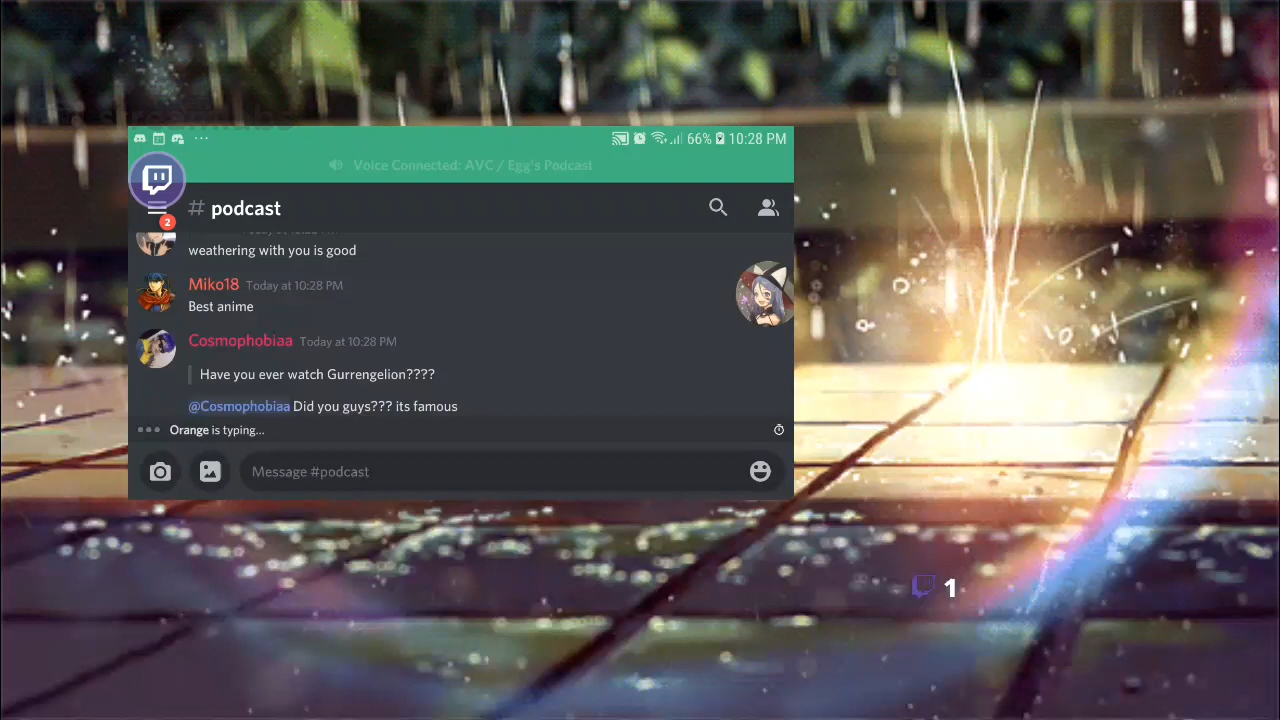 66% 10:28 PM
Voice Connected: AVC / Egg's Podcast
# podcast
2
weathering with you is good
Miko18 Today at 10:28 PM
Best anime
Cosmophobiaa Today at 10:28 PM
Have you ever watch Gurrengelion????
@Cosmophobiaa Did you guys??? its famous
Orange is typing...
Message #podcast
1